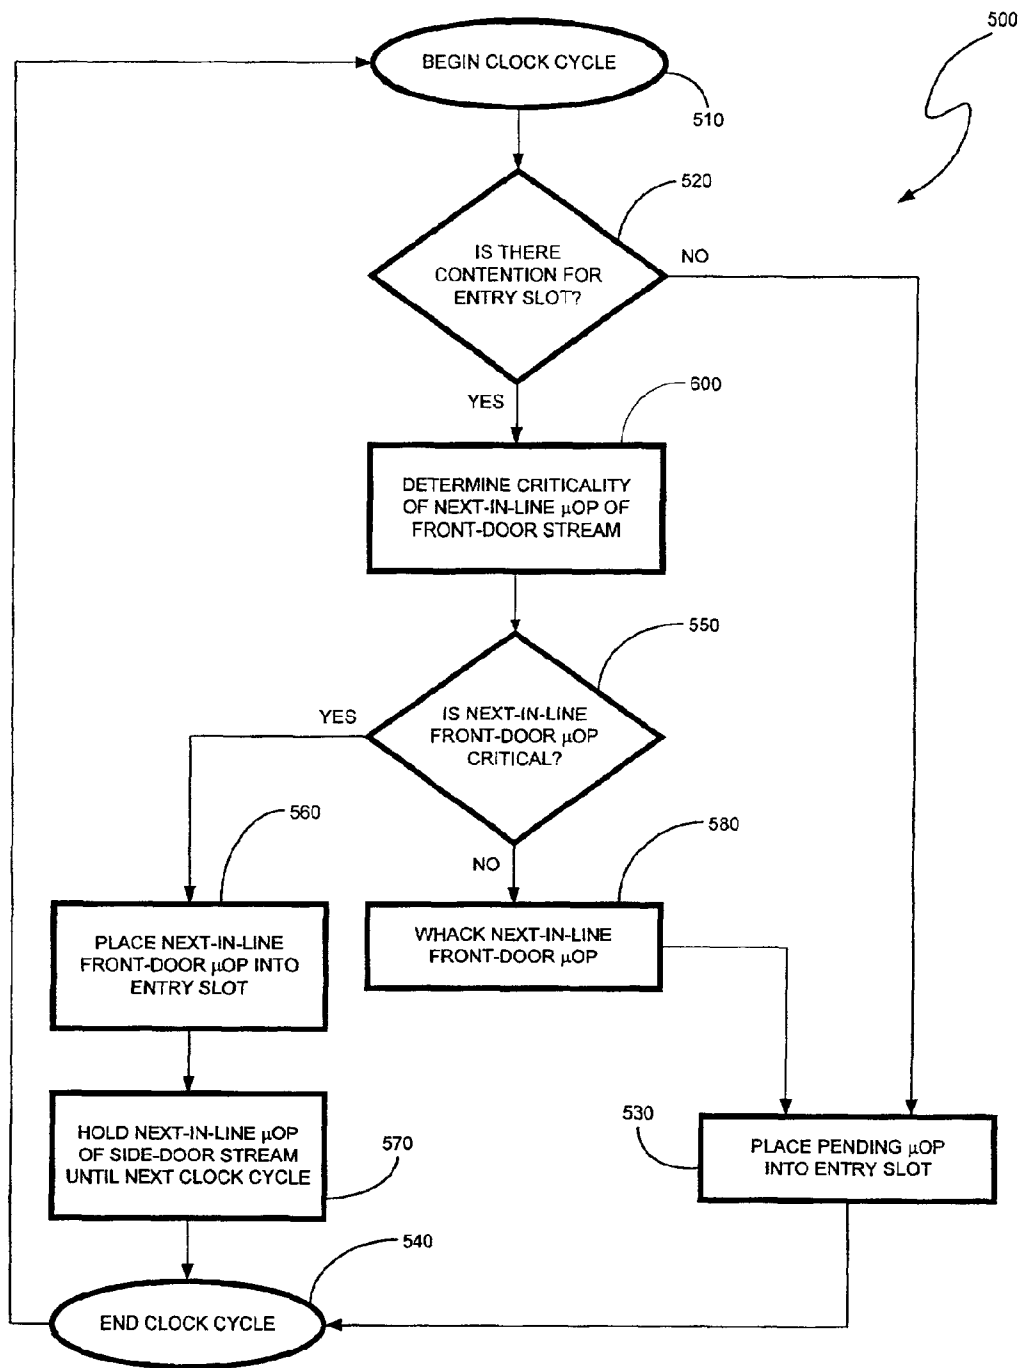 500
BEGIN CLOCK CYCLE
510
520
IS THERE
CONTENTION FOR
ENTRY SLOT?
NO
YES
600
DETERMINE CRITICALITY
OF NEXT-IN-LINE µOP OF
FRONT-DOOR STREAM
550
IS NEXT-IN-LINE
FRONT-DOOR µOP
CRITICAL?
YES
NO
560
580
PLACE NEXT-IN-LINE
FRONT-DOOR µOP INTO
ENTRY SLOT
WHACK NEXT-IN-LINE
FRONT-DOOR µOP
HOLD NEXT-IN-LINE µOP
OF SIDE-DOOR STREAM
UNTIL NEXT CLOCK CYCLE
570
530
PLACE PENDING µOP
INTO ENTRY SLOT
540
END CLOCK CYCLE